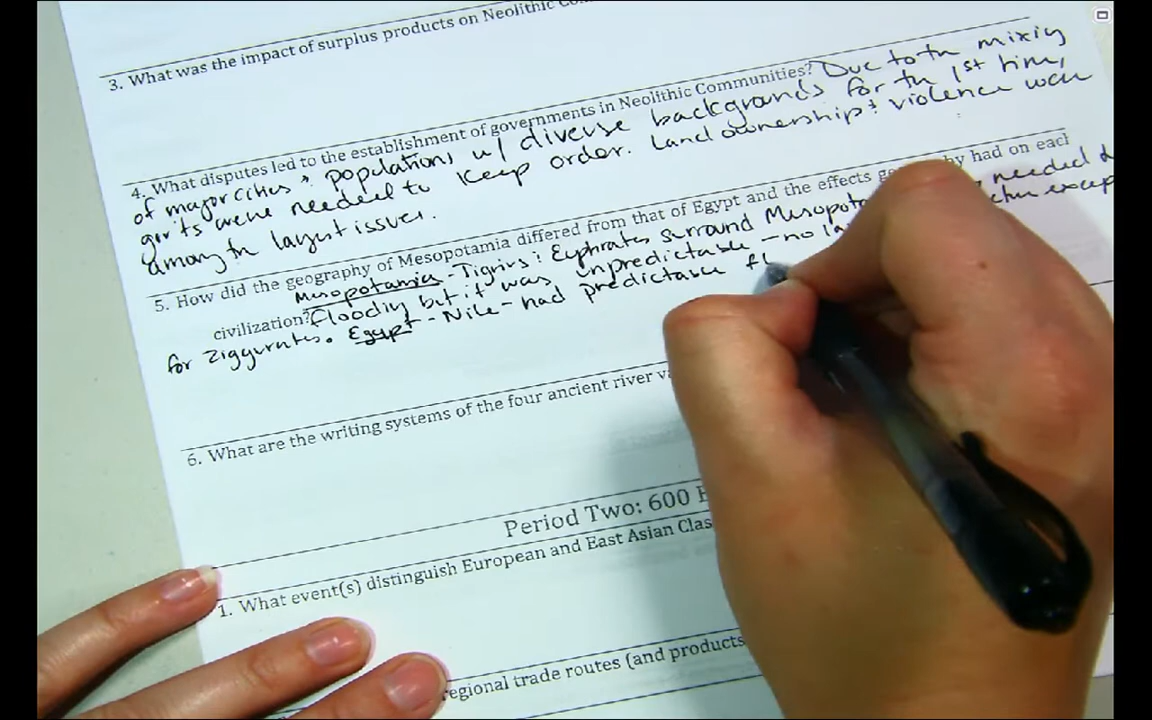 3. What was the impact of surplus products on Neolithic
4. What disputes led to the establishment of governments in Neolithic Communities? Due to the mixing
of major cities & populations w/ diverse backgrounds for the 1st time,
gov'ts were needed to keep order. Land ownership & violence were
among the largest issues.
5. How did the geography of Mesopotamia differed from that of Egypt and the effects had on each
civilization? Mesopotamia - Tigris & Euphrates surround needed
Flooding but it was unpredictable - no except
for Ziggurats. Egypt - Nile - had predictable
6. What are the writing systems of the four ancient river
Period Two: 600
1. What event(s) distinguish European and East Asian
regional trade routes (and products